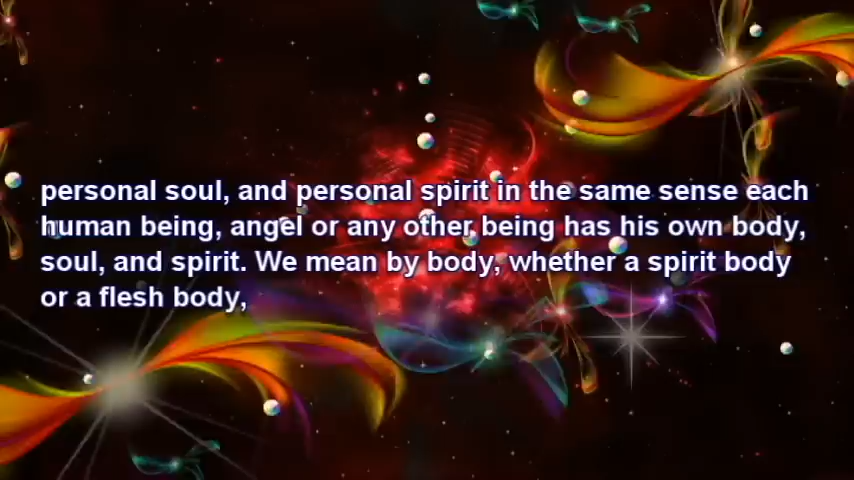 personal soul, and personal spirit in the same sense each
human being, angel or any other being has his own body,
soul, and spirit. We mean by body, whether a spirit body
or a flesh body,